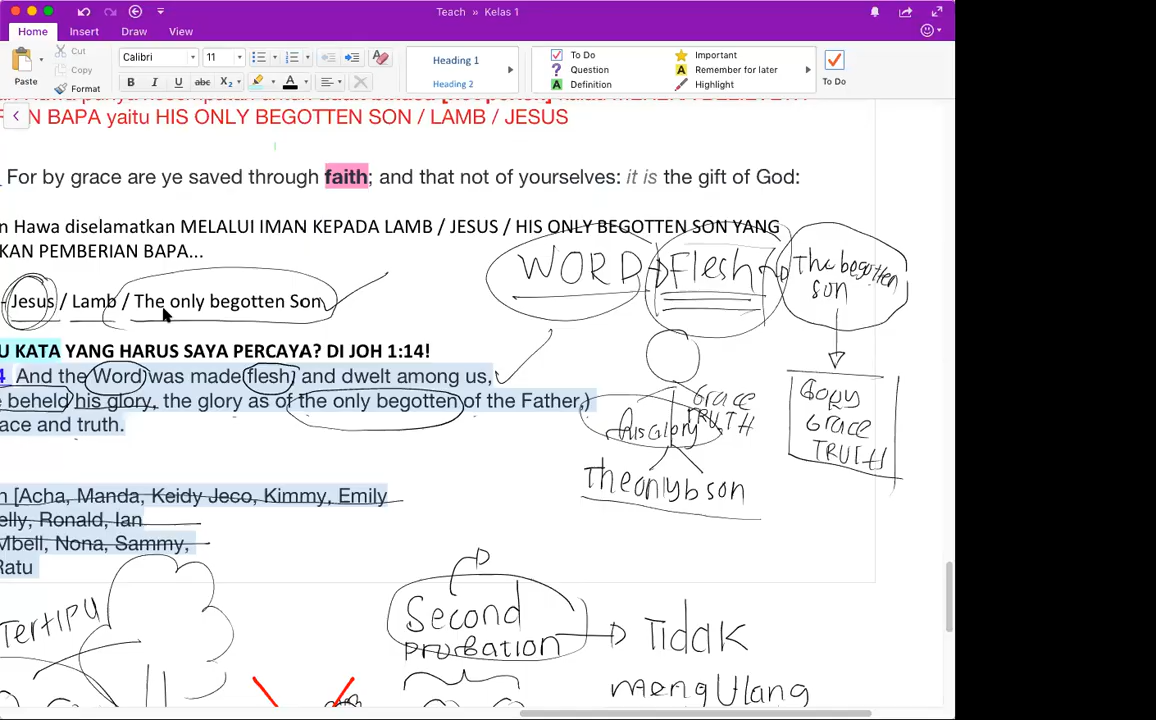 Teach » Kelas 1
Home Insert Draw View
Paste
Cut
Copy
Format
Calibri 11
B I U abc X₂ A
Heading 1
Heading 2
To Do Important
? Question A Remember for later
A Definition A Highlight
To Do
N BAPA yaitu HIS ONLY BEGOTTEN SON / LAMB / JESUS
For by grace are ye saved through faith; and that not of yourselves: it is the gift of God:
n Hawa diselamatkan MELALUI IMAN KEPADA LAMB / JESUS / HIS ONLY BEGOTTEN SON YANG
KAN PEMBERIAN BAPA...
WORD Flesh The begotten
son
- Jesus / Lamb / The only begotten Son
U KATA YANG HARUS SAYA PERCAYA? DI JOH 1:14!
4 And the Word was made flesh, and dwelt among us,
e beheld his glory, the glory as of the only begotten of the Father,)
ace and truth.
Grace
TRUTH
His Glory
The only b son
Glory
Grace
TRUTH
n [Acha, Manda, Keidy Jeco, Kimmy, Emily
elly, Ronald, Ian
Mbell, Nona, Sammy,
Ratu
Tertipu
Second
probation
Tidak
mengulang